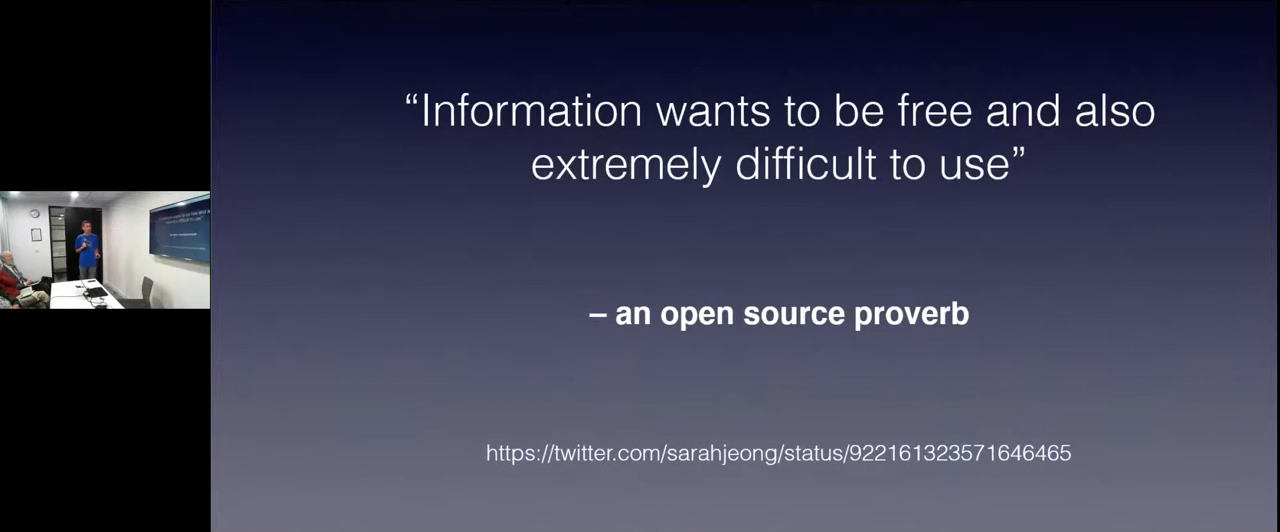 “Information wants to be free and also
extremely difficult to use”
– an open source proverb
https://twitter.com/sarahjeong/status/922161323571646465